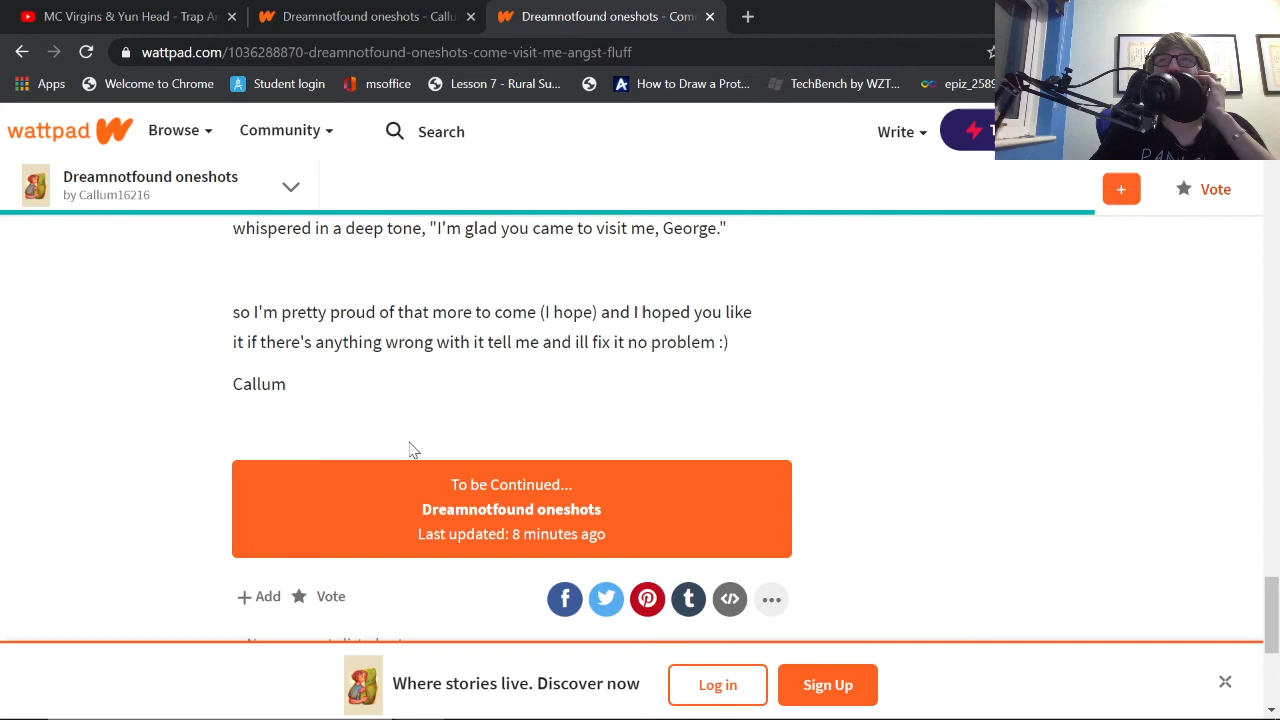 MC Virgins & Yun Head - Trap Ar
Dreamnotfound oneshots - Callu
Dreamnotfound oneshots - Com
wattpad.com/1036288870-dreamnotfound-oneshots-come-visit-me-angst-fluff
Apps
Welcome to Chrome
Student login
msoffice
Lesson 7 - Rural Su...
How to Draw a Prot...
TechBench by WZT...
epiz_2589
wattpad
Browse
Community
Search
Write
Dreamnotfound oneshots
by Callum16216
+
Vote
whispered in a deep tone, "I'm glad you came to visit me, George."
so I'm pretty proud of that more to come (I hope) and I hoped you like
it if there's anything wrong with it tell me and ill fix it no problem :)
Callum
To be Continued...
Dreamnotfound oneshots
Last updated: 8 minutes ago
+ Add
Vote
Where stories live. Discover now
Log in
Sign Up